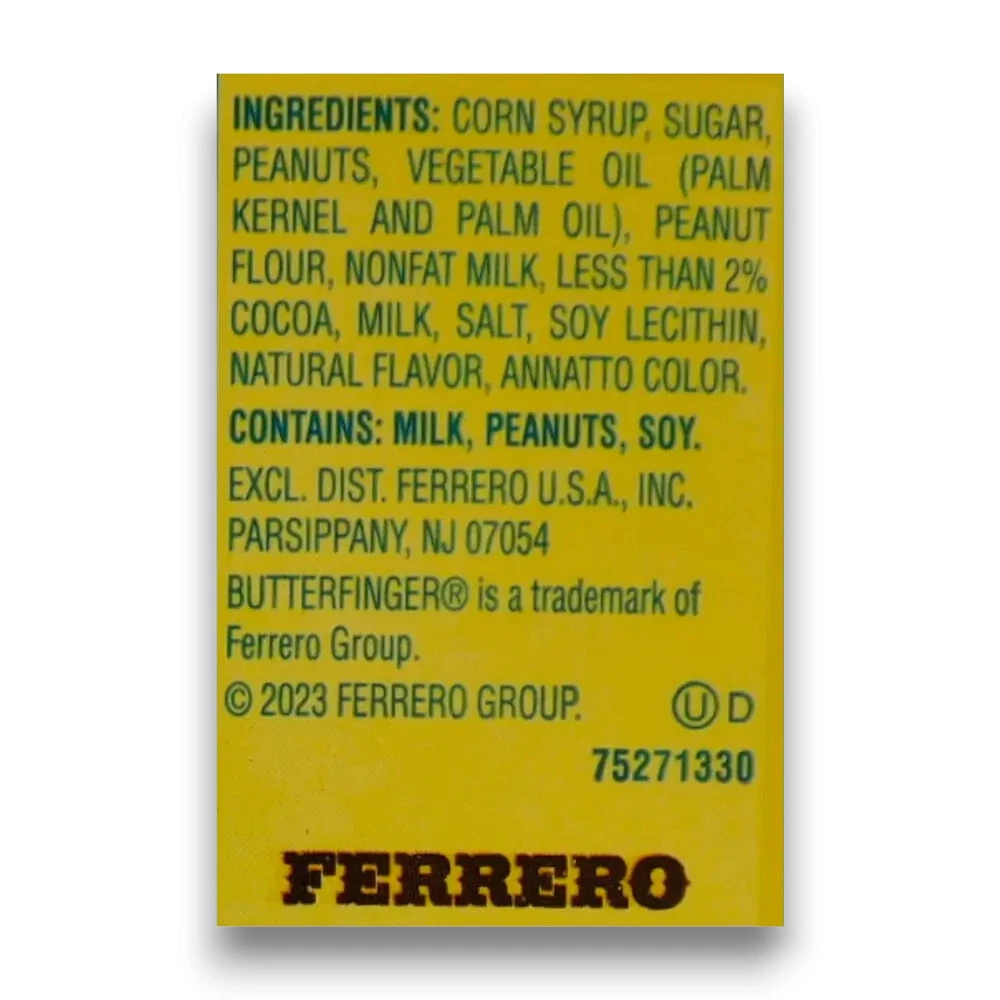 INGREDIENTS: CORN SYRUP, SUGAR,
PEANUTS, VEGETABLE OIL (PALM
KERNEL AND PALM OIL), PEANUT
FLOUR, NONFAT MILK, LESS THAN 2%
COCOA, MILK, SALT, SOY LECITHIN,
NATURAL FLAVOR, ANNATTO COLOR.
CONTAINS: MILK, PEANUTS, SOY.
EXCL. DIST. FERRERO U.S.A., INC.
PARSIPPANY, NJ 07054
BUTTERFINGER® is a trademark of
Ferrero Group.
© 2023 FERRERO GROUP. Ⓤ D
75271330
FERRERO